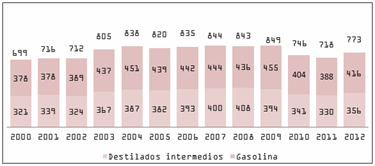 699 716 712 805 838 820 835 844 843 849 746 718 773
378 378 389 437 451 439 442 444 436 455 404 388 416
321 339 324 367 387 382 393 400 408 394 341 330 356
2000 2001 2002 2003 2004 2005 2006 2007 2008 2009 2010 2011 2012
Destilados intermedios Gasolina